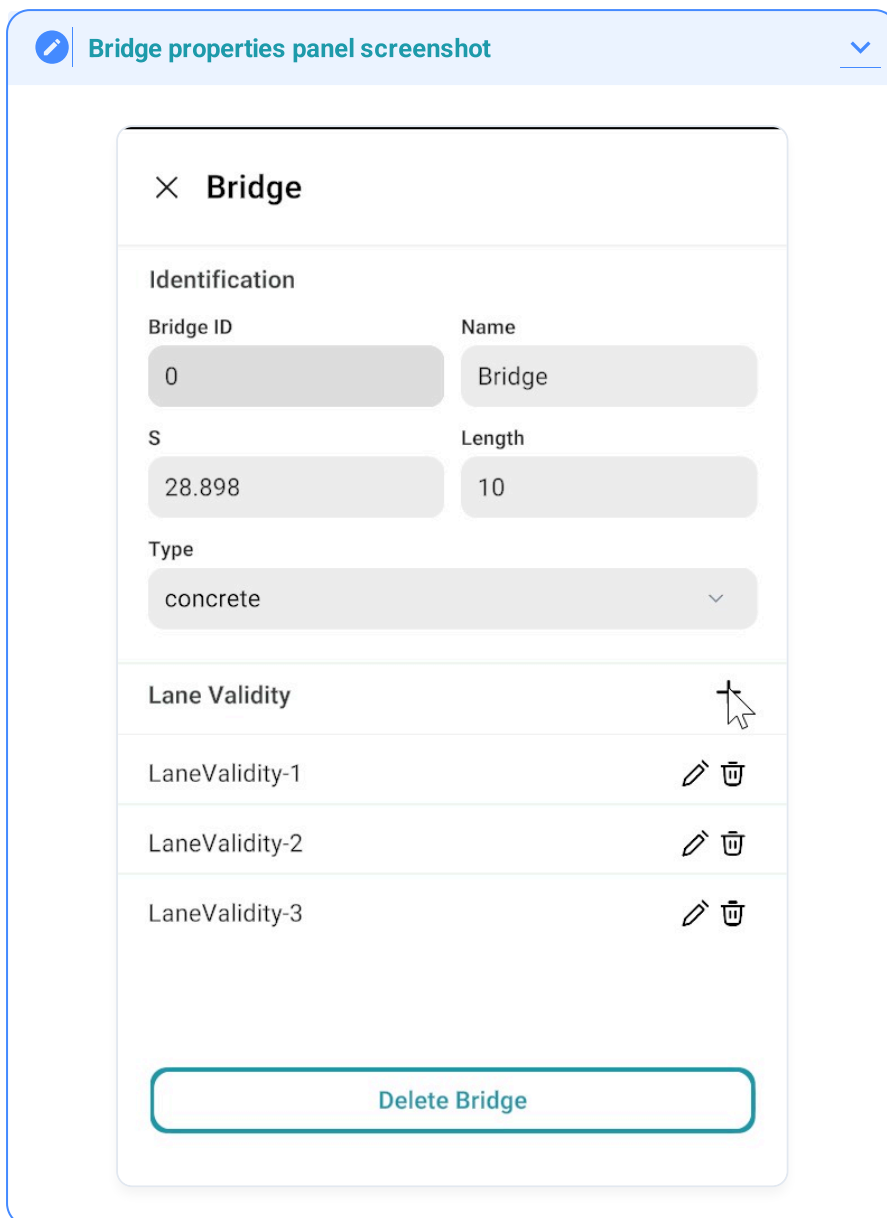 Bridge properties panel screenshot
Bridge
Identification
Bridge ID Name
0 Bridge
S Length
28.898 10
Type
concrete
Lane Validity
LaneValidity-1
LaneValidity-2
LaneValidity-3
Delete Bridge